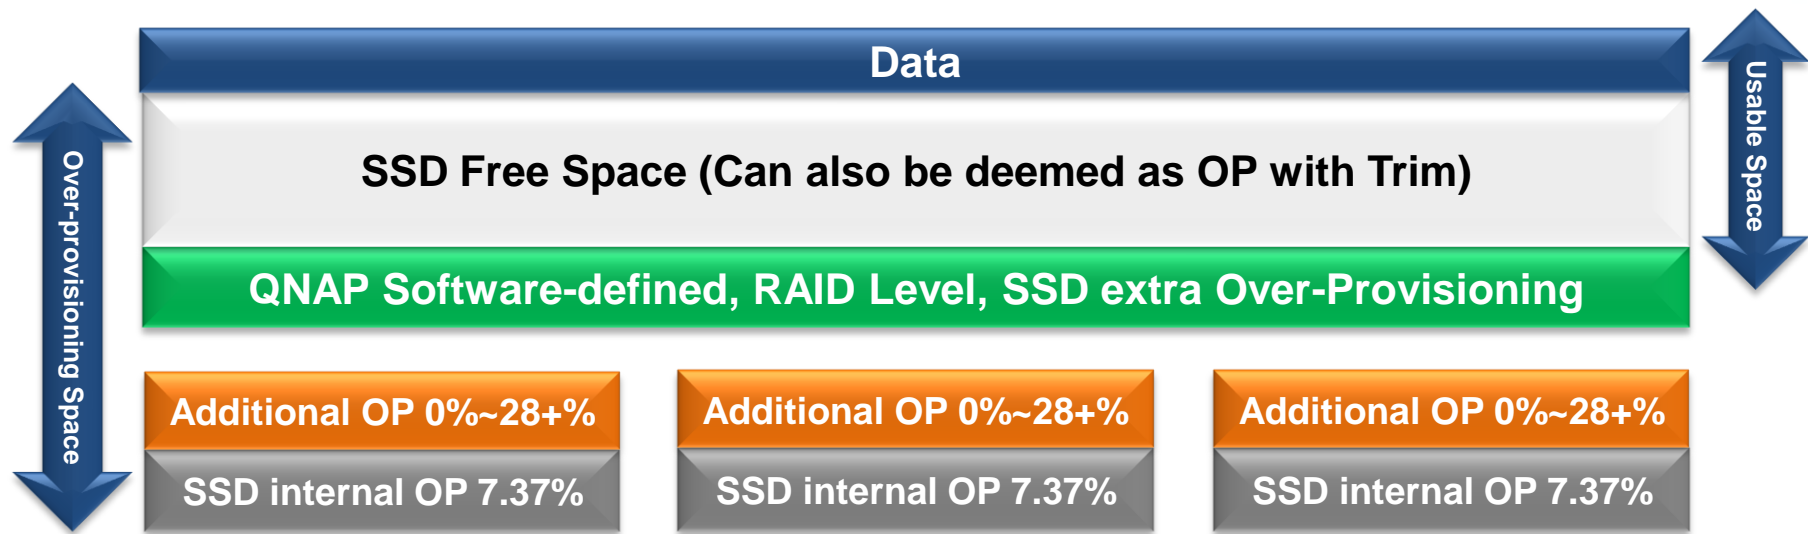 Data
SSD Free Space (Can also be deemed as OP with Trim)
QNAP Software-defined, RAID Level, SSD extra Over-Provisioning
Additional OP 0%~28+%
Additional OP 0%~28+%
Additional OP 0%~28+%
SSD internal OP 7.37%
SSD internal OP 7.37%
SSD internal OP 7.37%
Over-provisioning Space
Usable Space